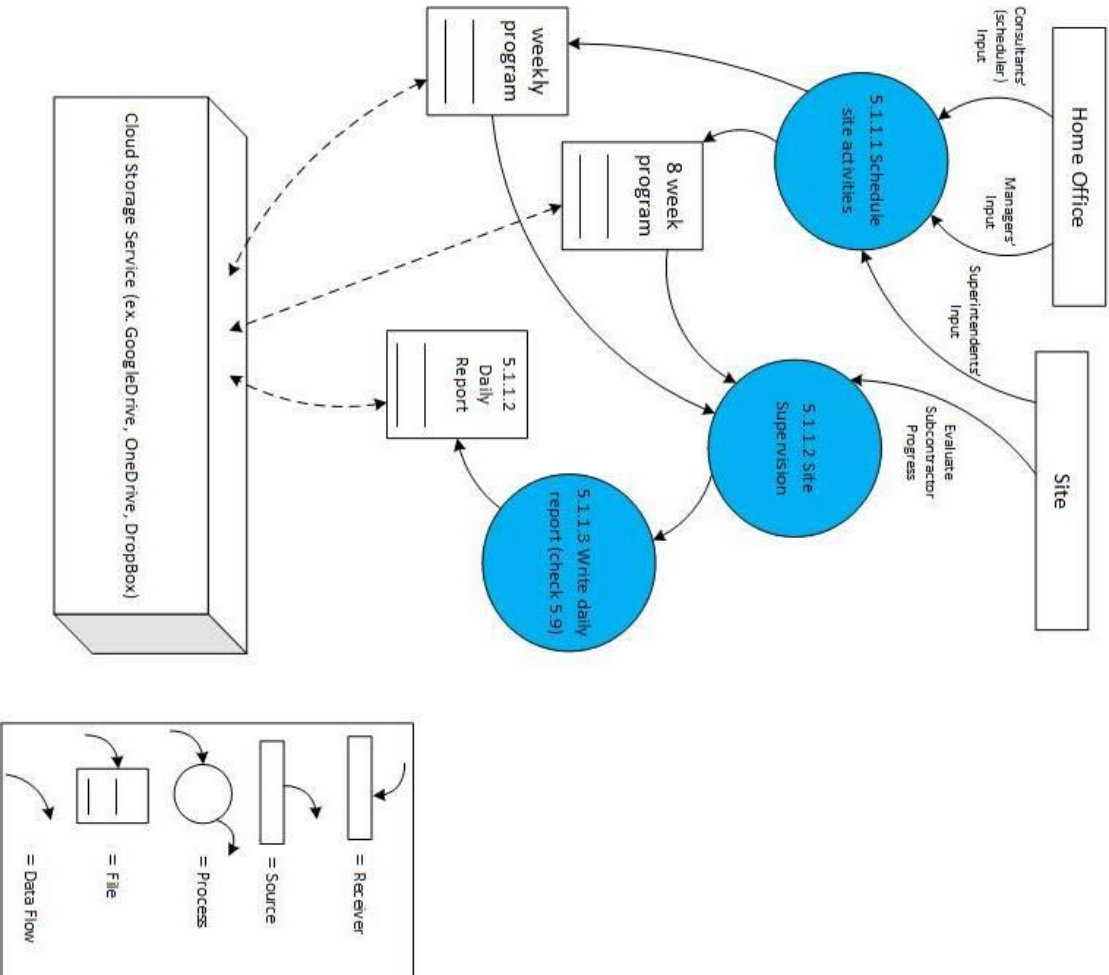 Home Office
Site
Consultants'
(scheduler)
Input
Managers'
Input
Superintendents'
Input
Evaluate
Subcontractor
Progress
5.1.1.1 Schedule
site activities
5.1.1.2 Site
Supervision
8 week
program
weekly
program
5.1.1.2
Daily
Report
5.1.1.3 Write daily
report (check 5.9)
Cloud Storage Service (ex. GoogleDrive, OneDrive, DropBox)
= Receiver
= Source
= Process
= File
= Data Flow